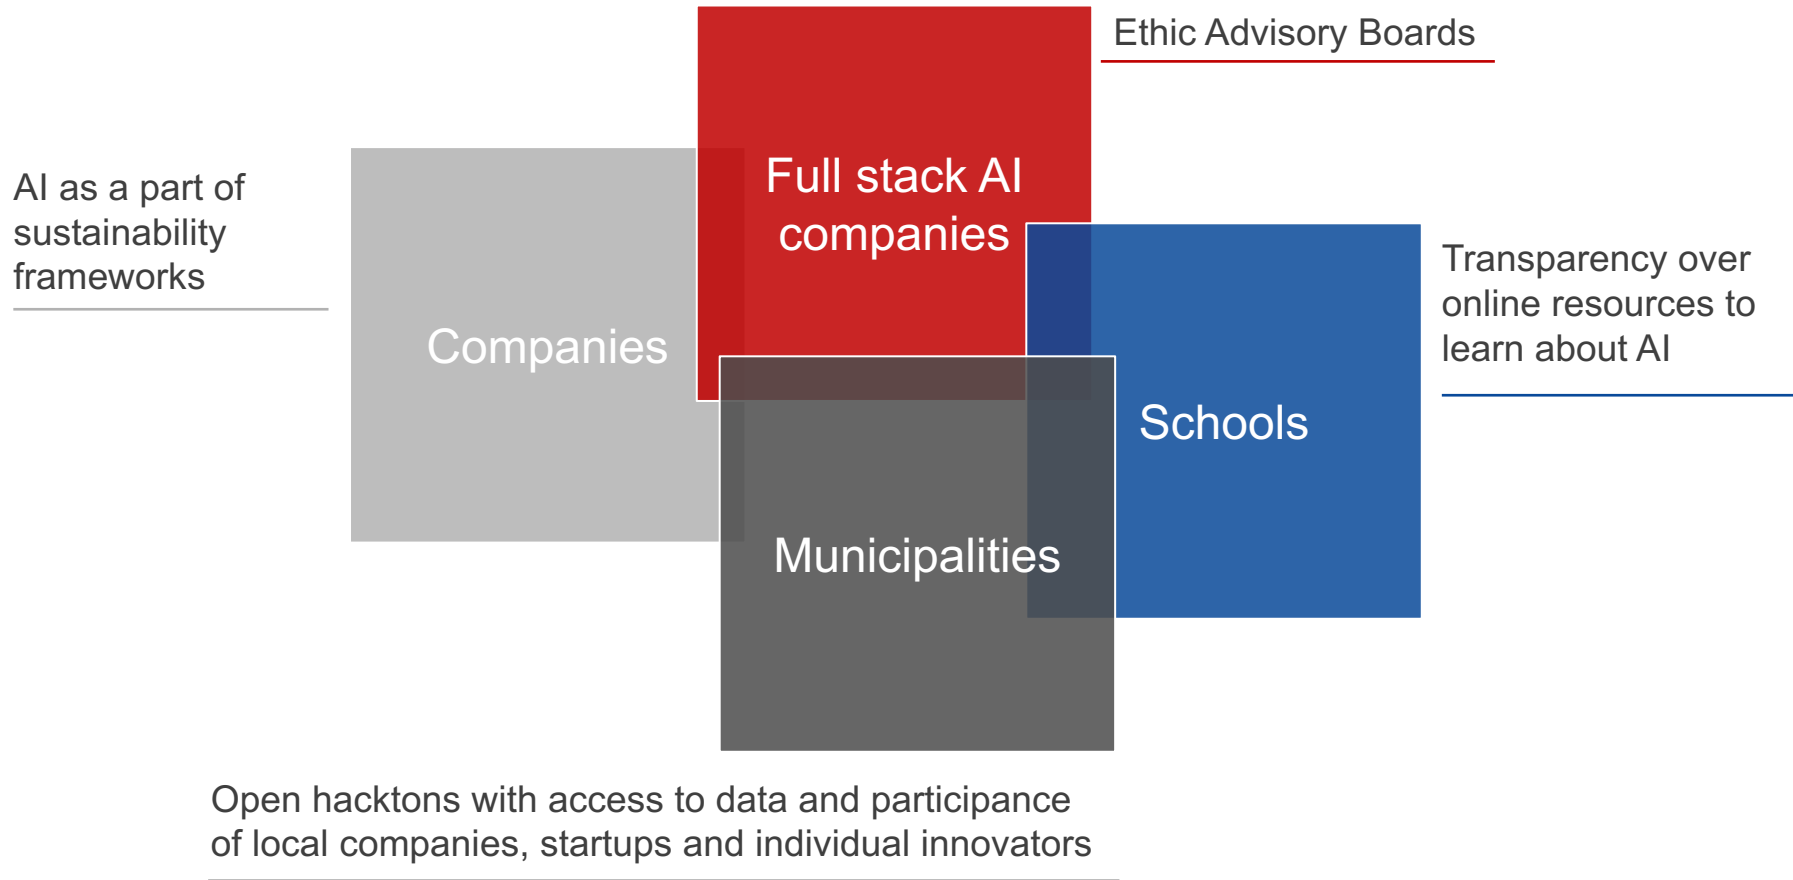 Ethic Advisory Boards
Full stack AI
companies
AI as a part of
sustainability
frameworks
Companies
Transparency over
online resources to
learn about AI
Schools
Municipalities
Open hacktons with access to data and participance
of local companies, startups and individual innovators